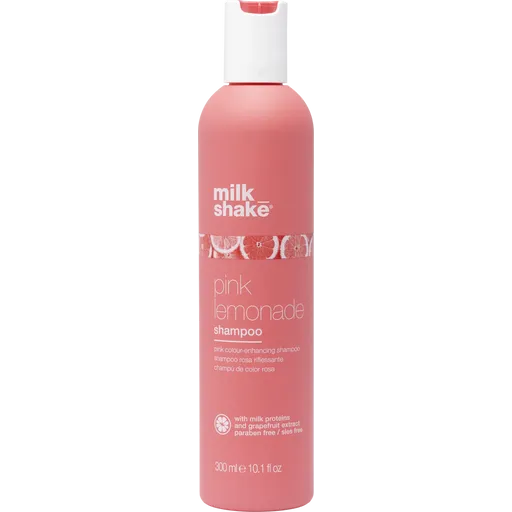 milk_
shake®
pink
lemonade
shampoo
pink colour-enhancing shampoo
shampoo rosa riflessante
champú de color rosa
with milk proteins
and grapefruit extract
paraben free / sles free
300 ml e 10.1 fl oz